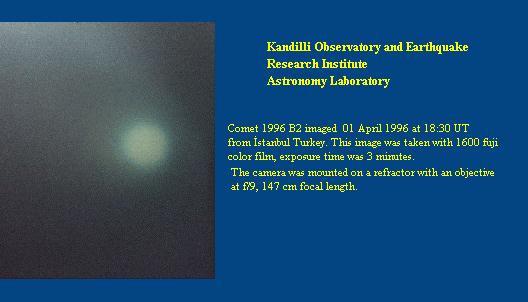 Kandilli Observatory and Earthquake
Research Institute
Astronomy Laboratory
Comet 1996 B2 imaged 01 April 1996 at 18:30 UT
from İstanbul Turkey. This image was taken with 1600 fuji
color film, exposure time was 3 minutes.
The camera was mounted on a refractor with an objective
at f/9, 147 cm focal length.